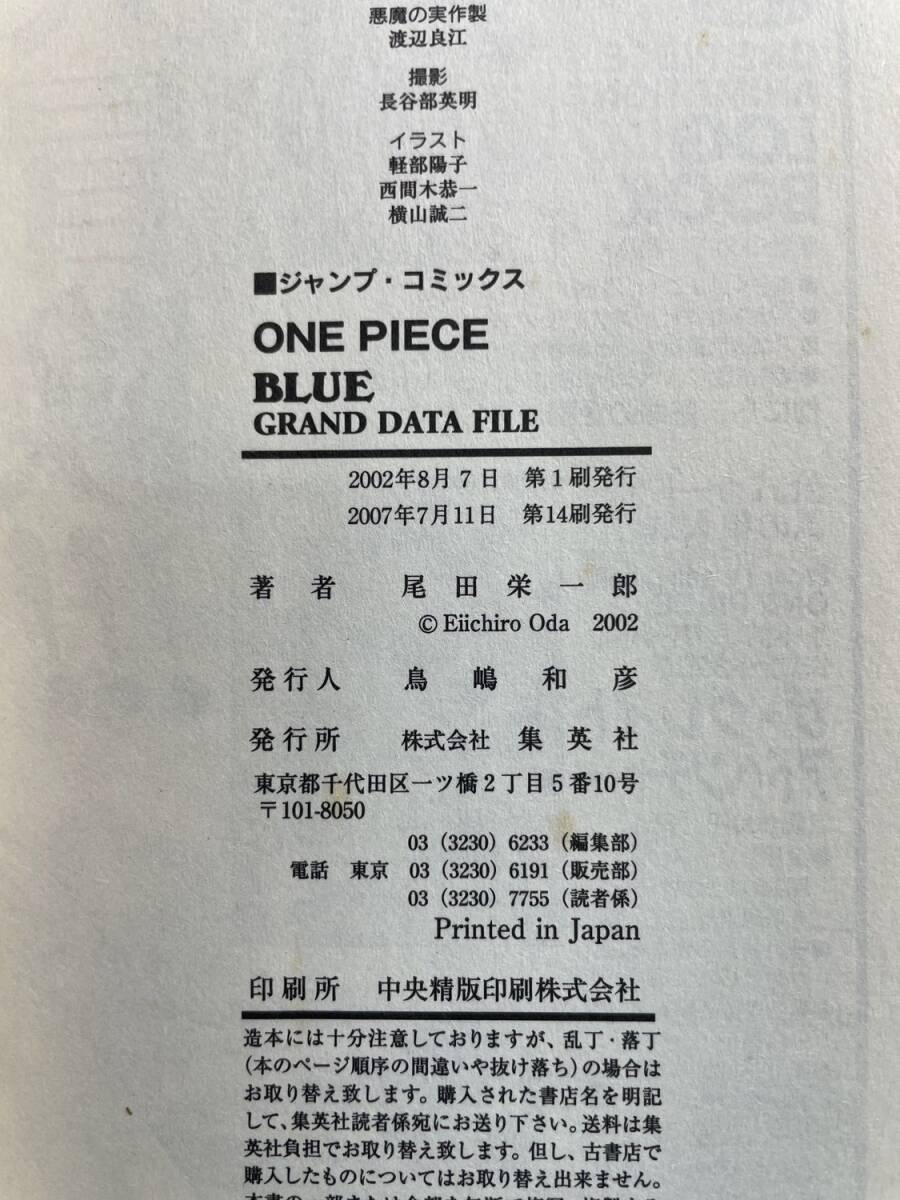 悪魔の実作製
渡辺良江
撮影
長谷部英明
イラスト
軽部陽子
西間木恭一
横山誠二
■ジャンプ・コミックス
ONE PIECE
BLUE
GRAND DATA FILE
2002年8月7日 第1刷発行
2007年7月11日 第14刷発行
著者 尾田栄一郎
© Eiichiro Oda 2002
発行人 鳥嶋和彦
発行所 株式会社 集英社
東京都千代田区一ツ橋2丁目5番10号
〒101-8050
03（3230）6233（編集部）
電話 東京 03（3230）6191（販売部）
03（3230）7755（読者係）
Printed in Japan
印刷所 中央精版印刷株式会社
造本には十分注意しておりますが、乱丁・落丁
（本のページ順序の間違いや抜け落ち）の場合は
お取り替え致します。購入された書店名を明記
して、集英社読者係宛にお送り下さい。送料は集
英社負担でお取り替え致します。但し、古書店で
購入したものについてはお取り替え出来ません。